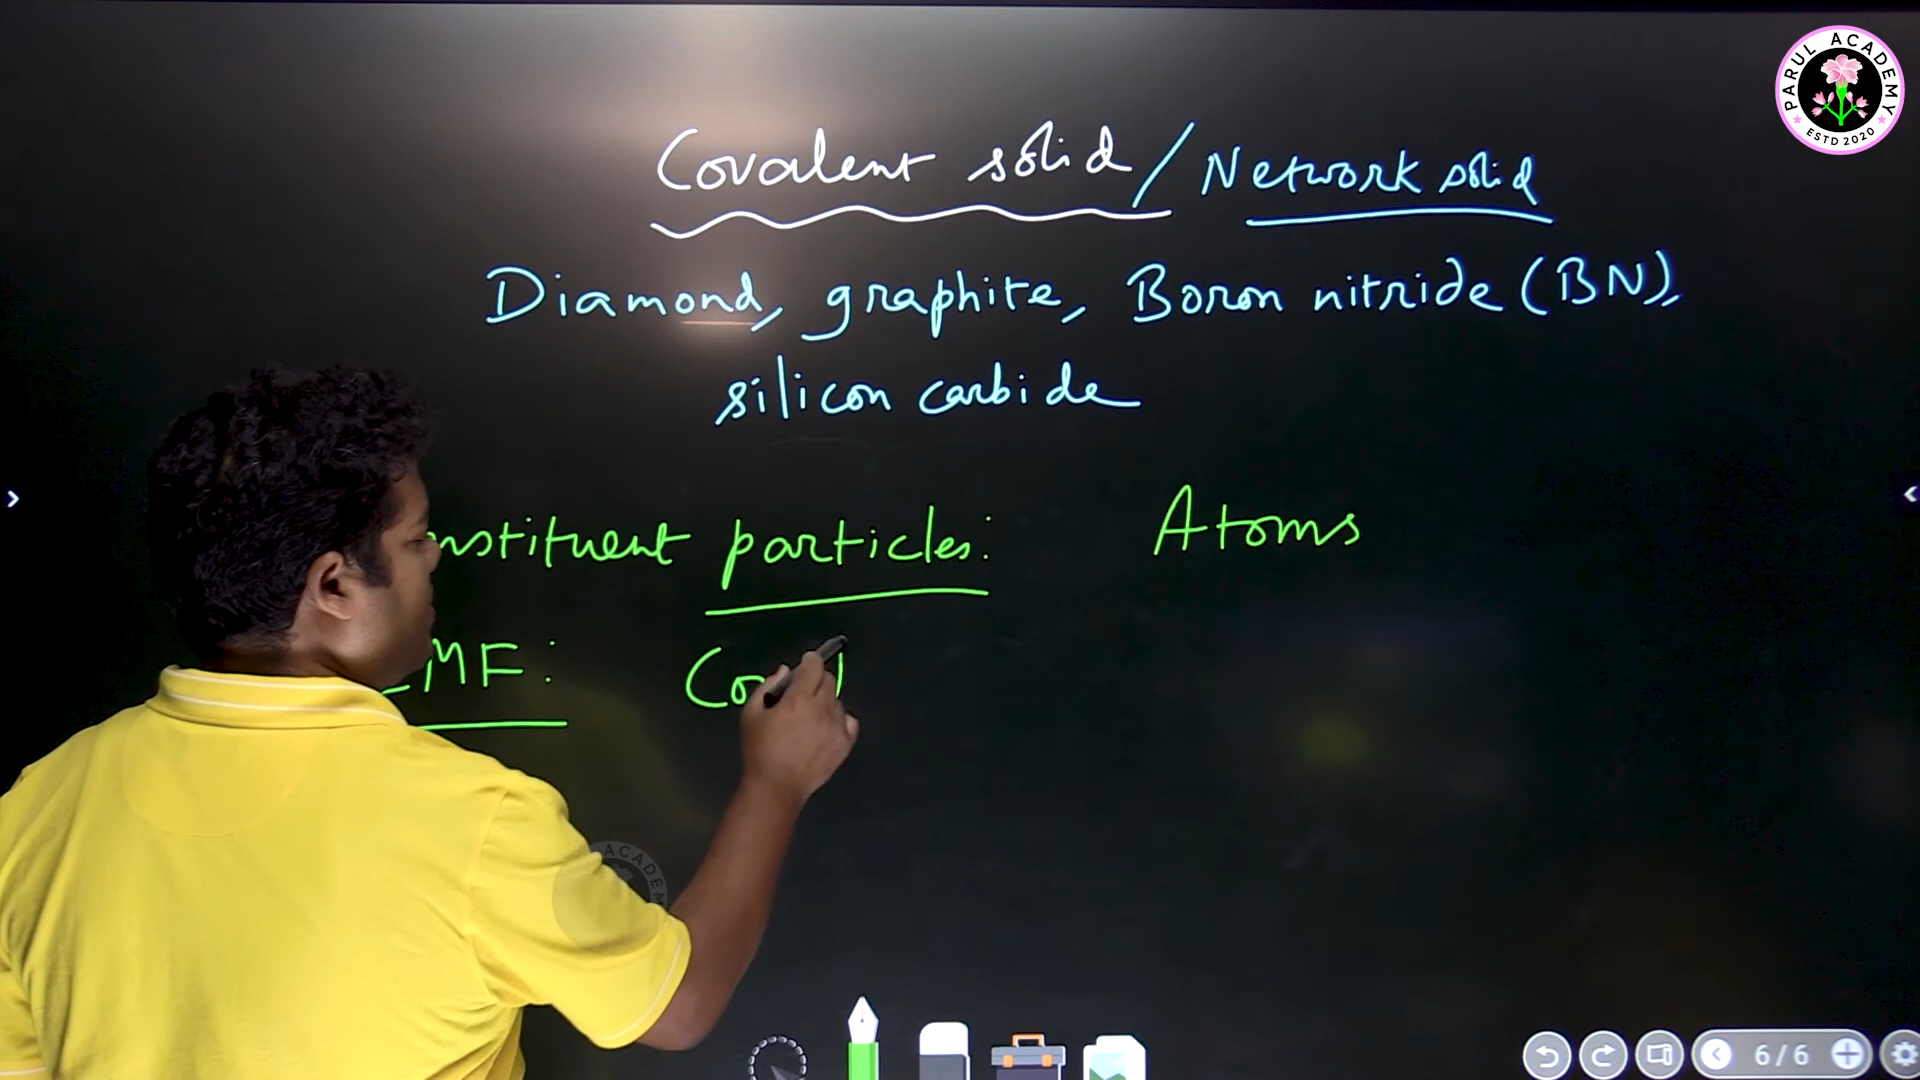 PARUL ACADEMY
ESTD 2020
Covalent solid / Network solid
Diamond, graphite, Boron nitride (BN),
silicon carbide
nstituent particles: Atoms
MF:
ACADEM
6/6